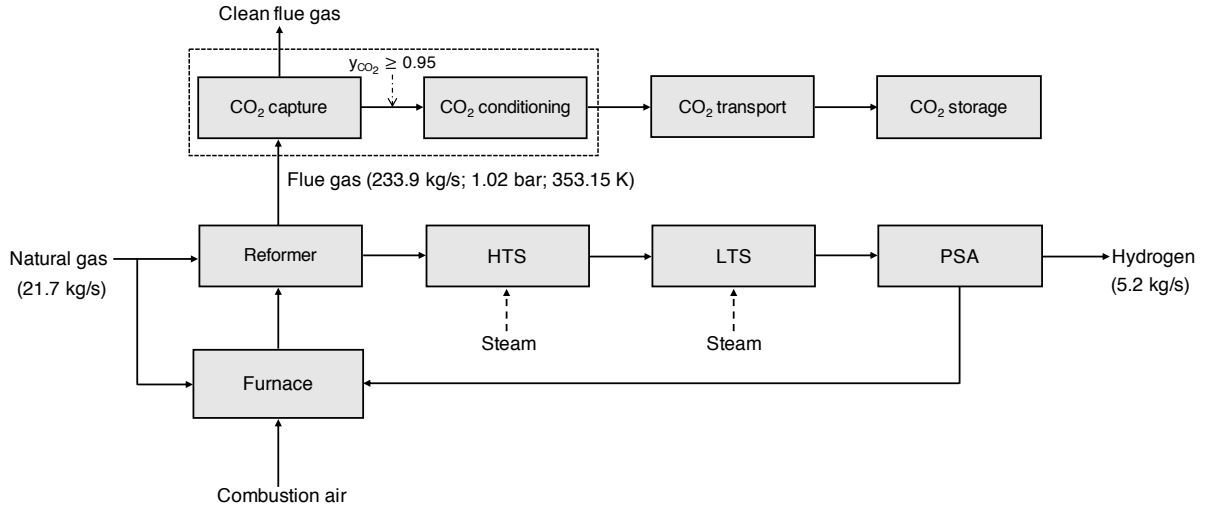 Clean flue gas
y_CO₂ ≥ 0.95
CO₂ capture
CO₂ conditioning
CO₂ transport
CO₂ storage
Flue gas (233.9 kg/s; 1.02 bar; 353.15 K)
Natural gas
(21.7 kg/s)
Reformer
HTS
LTS
PSA
Hydrogen
(5.2 kg/s)
Steam
Steam
Furnace
Combustion air